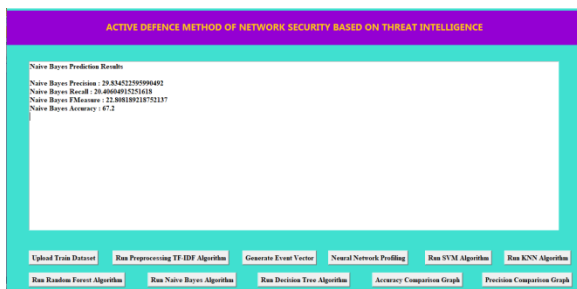 ACTIVE DEFENCE METHOD OF NETWORK SECURITY BASED ON THREAT INTELLIGENCE
Naive Bayes Prediction Results
Naive Bayes Precision : 29.834522595990492
Naive Bayes Recall : 20.40604915251618
Naive Bayes FMeasure : 22.808189218752137
Naive Bayes Accuracy : 67.2
Upload Train Dataset Run Preprocessing TF-IDF Algorithm Generate Event Vector Neural Network Profiling Run SVM Algorithm Run KNN Algorithm
Run Random Forest Algorithm Run Naive Bayes Algorithm Run Decision Tree Algorithm Accuracy Comparison Graph Precision Comparison Graph